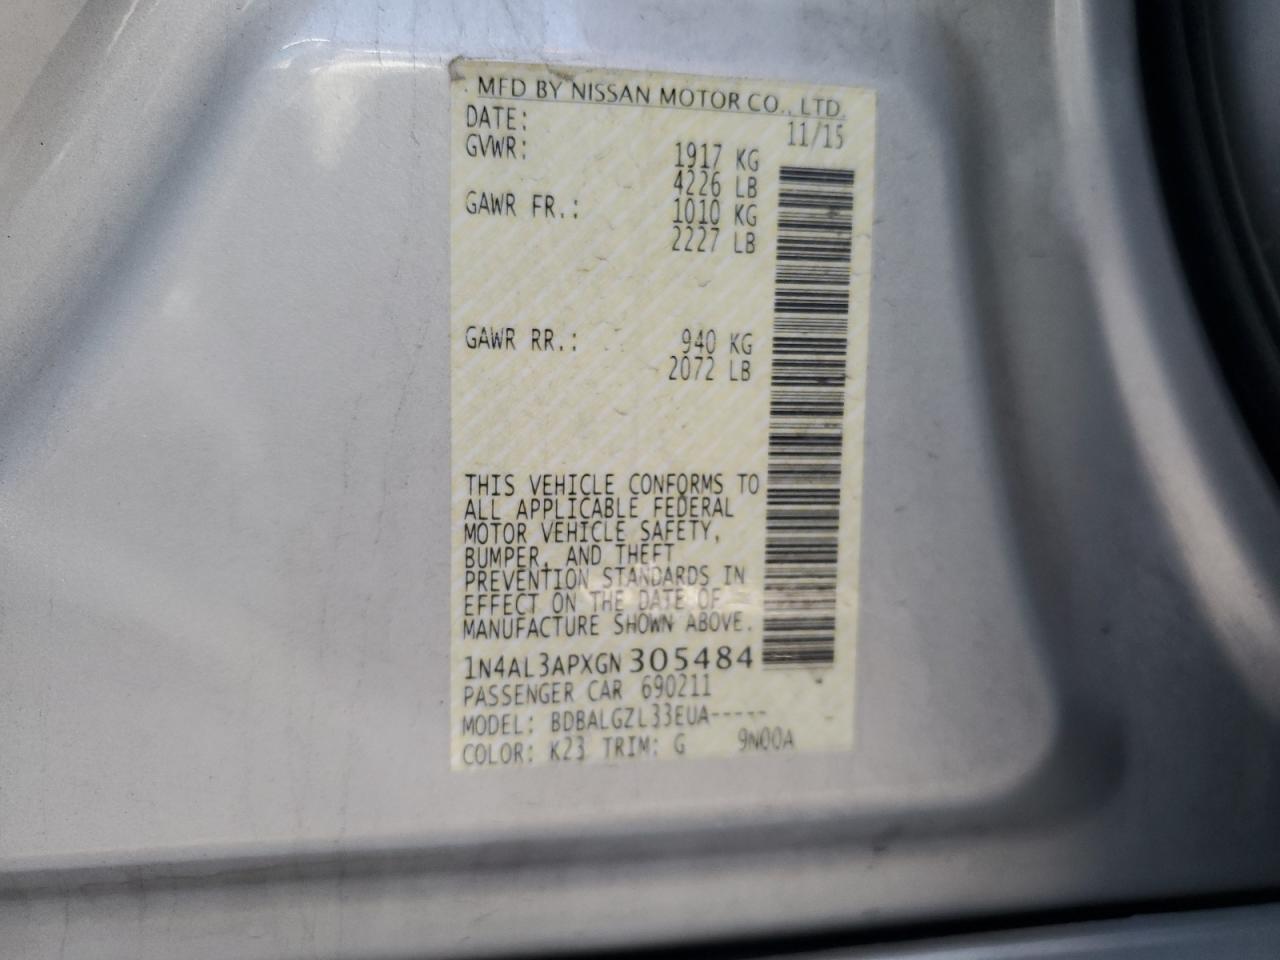 MFD BY NISSAN MOTOR CO., LTD.
DATE: 11/15
GVWR: 1917 KG
4226 LB
GAWR FR.: 1010 KG
2227 LB
GAWR RR.: 940 KG
2072 LB
THIS VEHICLE CONFORMS TO
ALL APPLICABLE FEDERAL
MOTOR VEHICLE SAFETY,
BUMPER, AND THEFT
PREVENTION STANDARDS IN
EFFECT ON THE DATE OF
MANUFACTURE SHOWN ABOVE.
1N4AL3APXGN305484
PASSENGER CAR 690211
MODEL: BDBALGZL33EUA-----
COLOR: K23 TRIM: G 9N00A